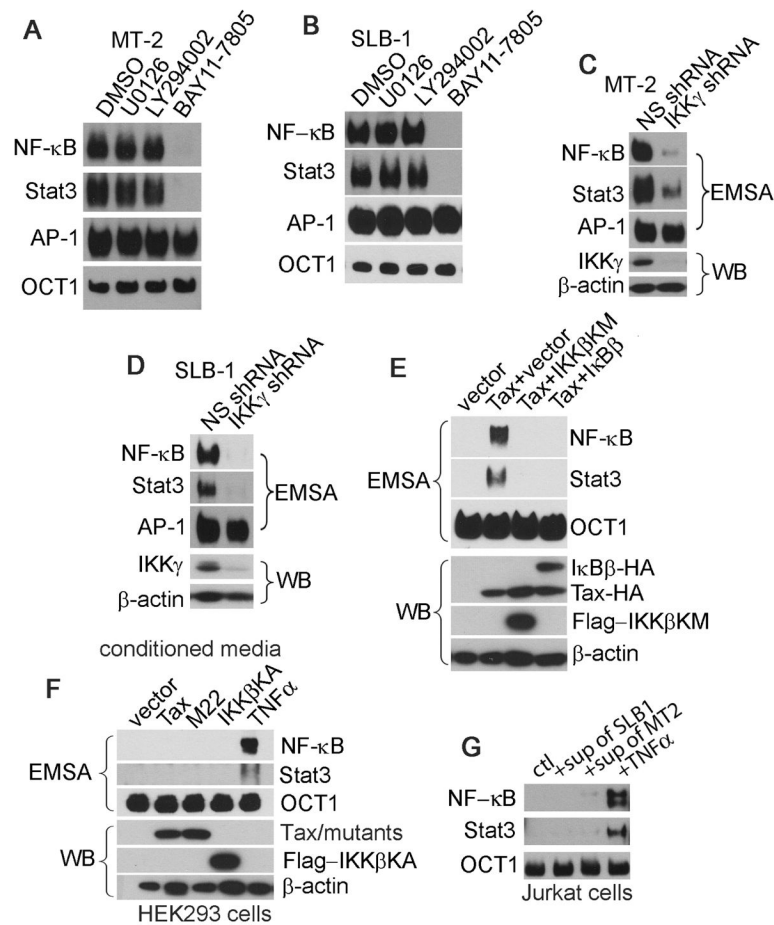 A
MT-2
DMSO
U0126
LY294002
BAY11-7805
NF-κB
Stat3
AP-1
OCT1
B
SLB-1
DMSO
U0126
LY294002
BAY11-7805
NF–κB
Stat3
AP-1
OCT1
C
MT-2
NS shRNA
IKKγ shRNA
NF-κB
Stat3
AP-1
EMSA
IKKγ
β-actin
WB
D
SLB-1
NS shRNA
IKKγ shRNA
NF-κB
Stat3
AP-1
EMSA
IKKγ
β-actin
WB
E
vector
Tax+vector
Tax+IKKβKM
Tax+IκBβ
EMSA
NF-κB
Stat3
OCT1
WB
IκBβ-HA
Tax-HA
Flag–IKKβKM
β-actin
conditioned media
F
vector
Tax
M22
IKKβKA
TNFα
EMSA
NF-κB
Stat3
OCT1
WB
Tax/mutants
Flag–IKKβKA
β-actin
HEK293 cells
G
ctl
+sup of SLB1
+sup of MT2
+TNFα
NF–κB
Stat3
OCT1
Jurkat cells